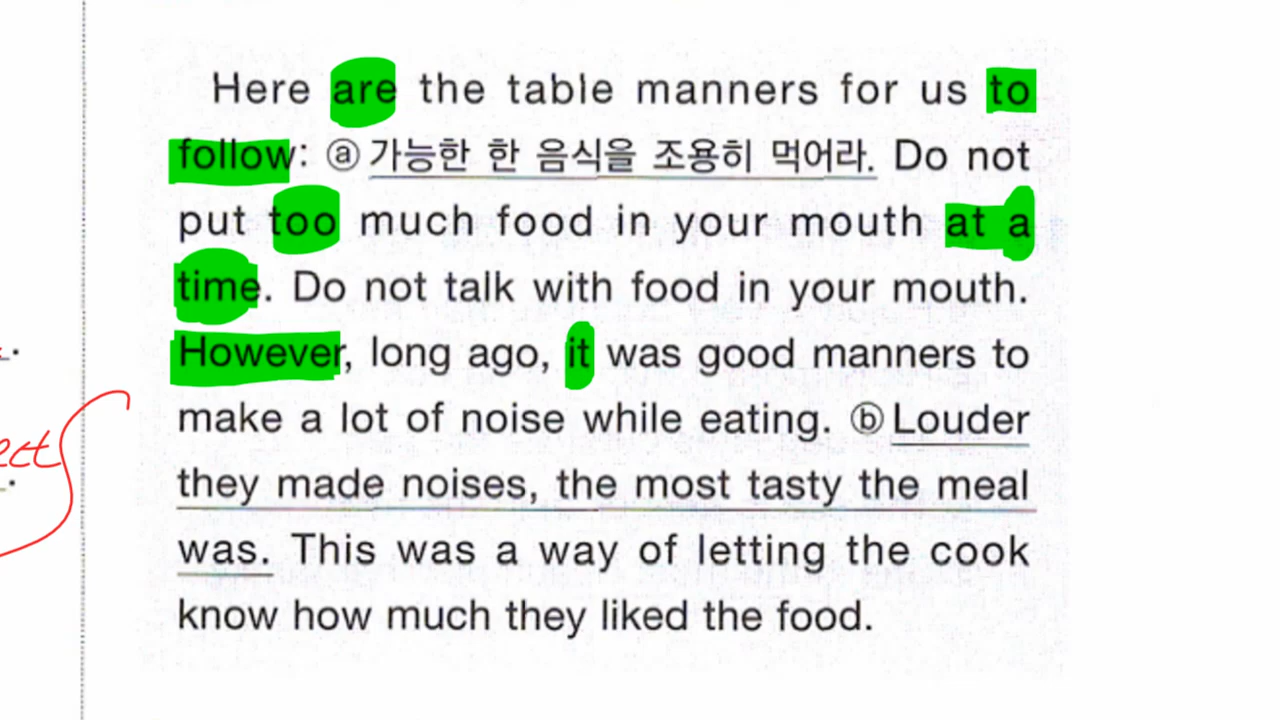 Here are the table manners for us to
follow: ⓐ 가능한 한 음식을 조용히 먹어라. Do not
put too much food in your mouth at a
time. Do not talk with food in your mouth.
However, long ago, it was good manners to
make a lot of noise while eating. ⓑ Louder
they made noises, the most tasty the meal
was. This was a way of letting the cook
know how much they liked the food.